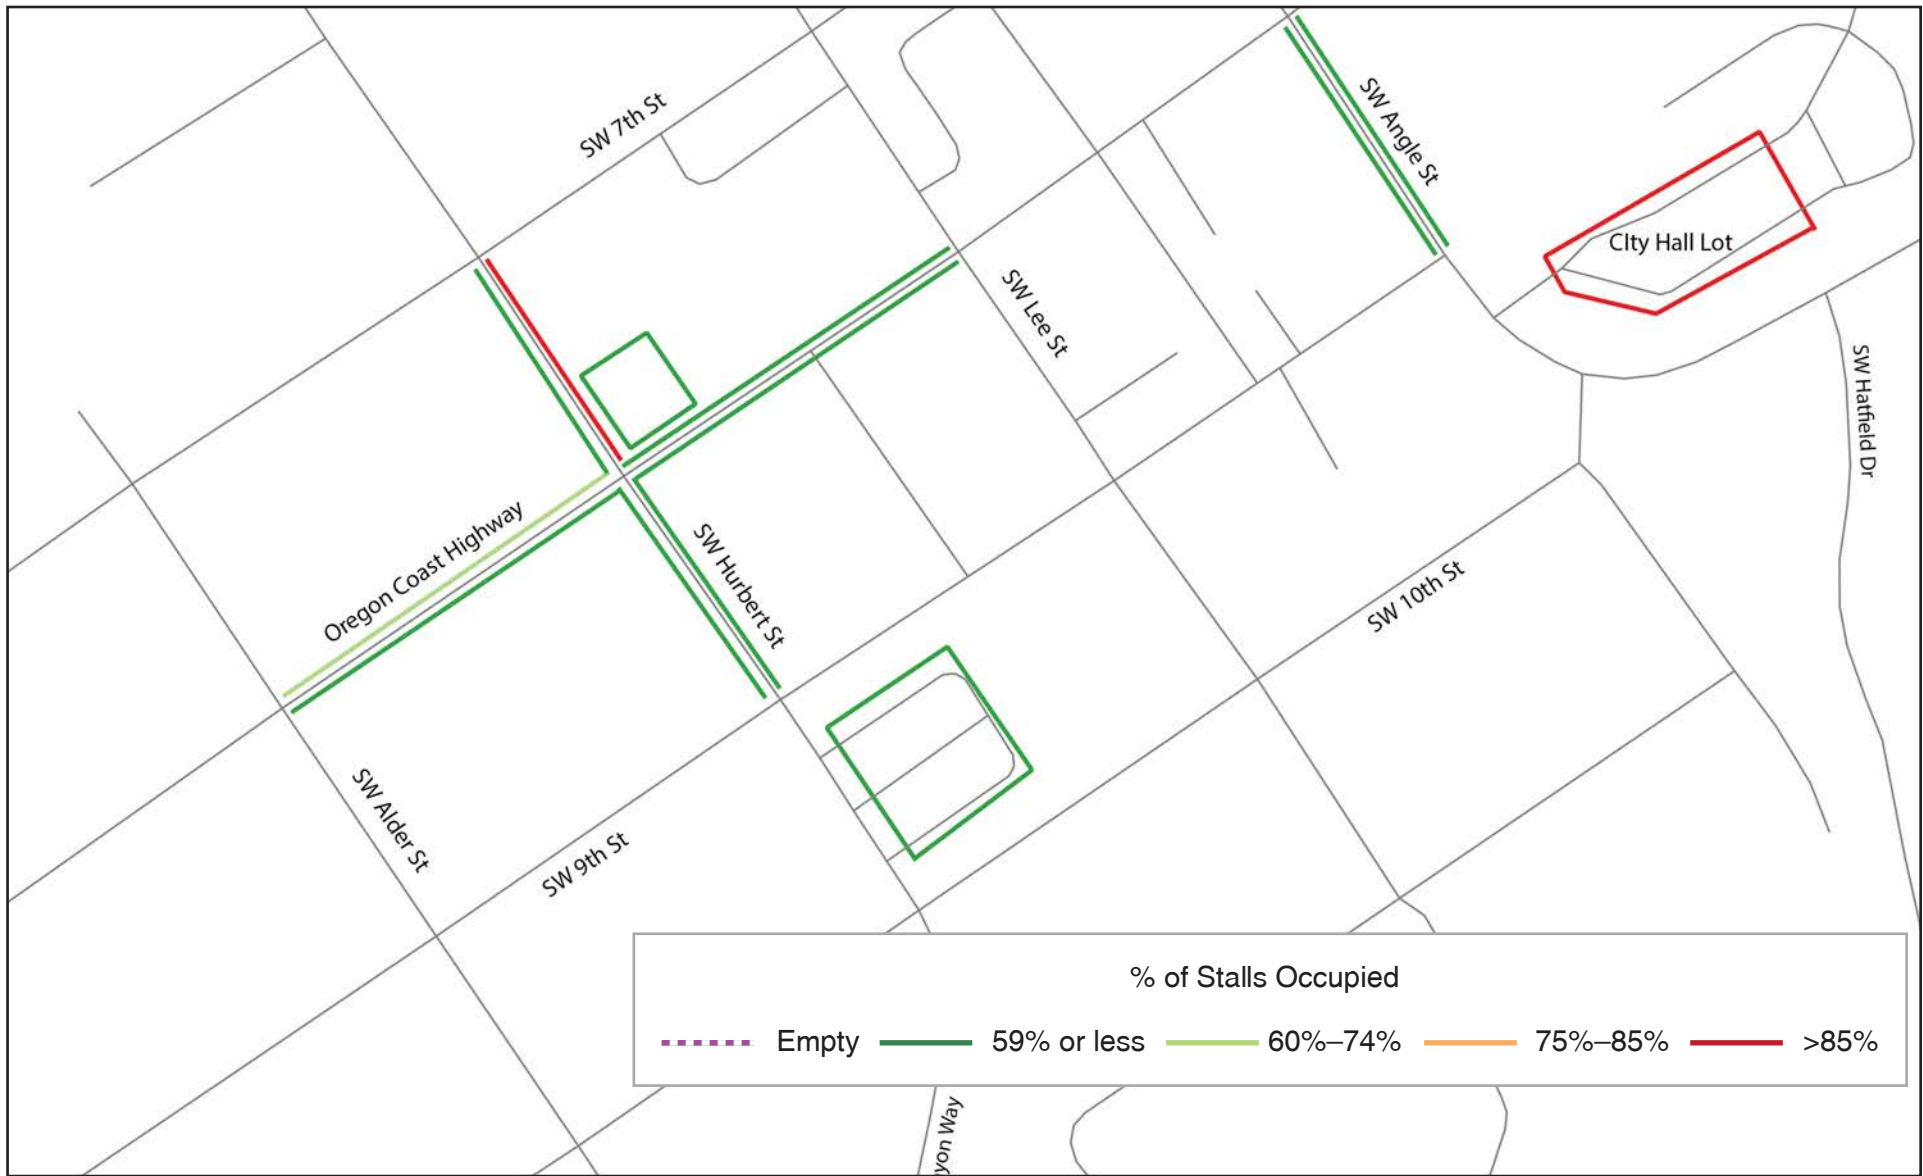 SW 7th St
SW Angle St
CIty Hall Lot
SW Lee St
SW Hatfield Dr
Oregon Coast Highway
SW Hurbert St
SW 10th St
SW Alder St
SW 9th St
% of Stalls Occupied
Empty 59% or less 60%–74% 75%–85% >85%
yon Way